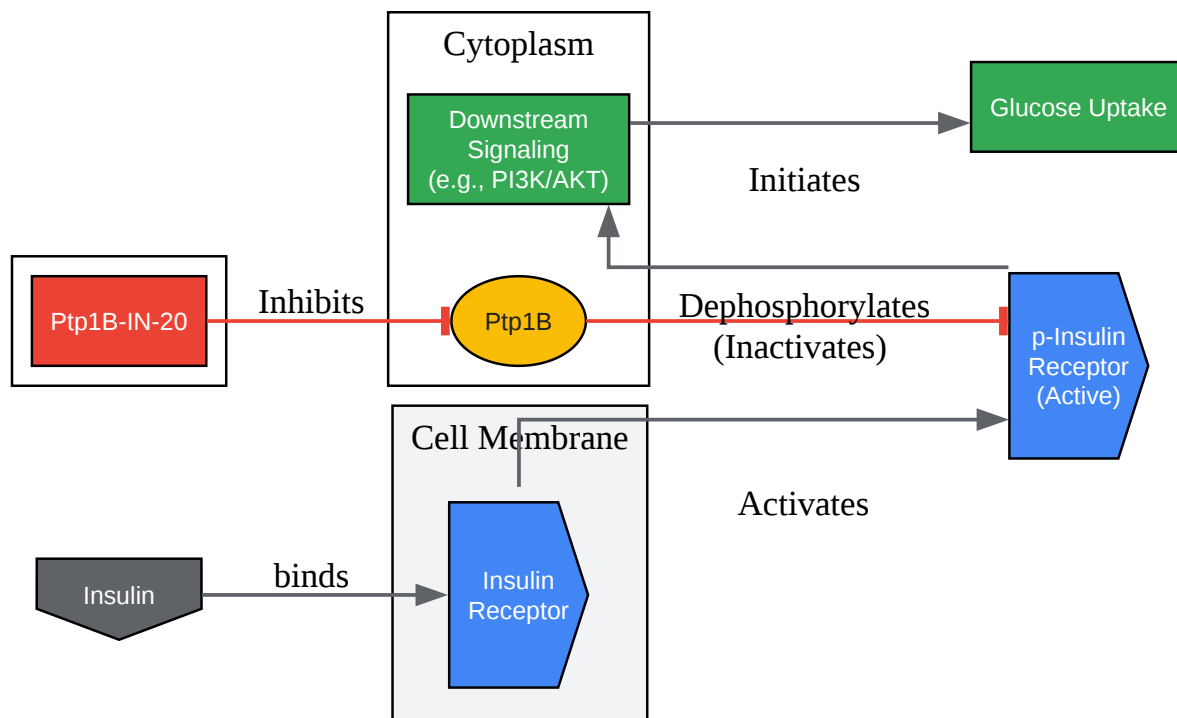 Cytoplasm
Downstream
Signaling
(e.g., PI3K/AKT)
Glucose Uptake
Initiates
Ptp1B-IN-20
Inhibits
Ptp1B
Dephosphorylates
(Inactivates)
p-Insulin
Receptor
(Active)
Cell Membrane
Activates
Insulin
binds
Insulin
Receptor